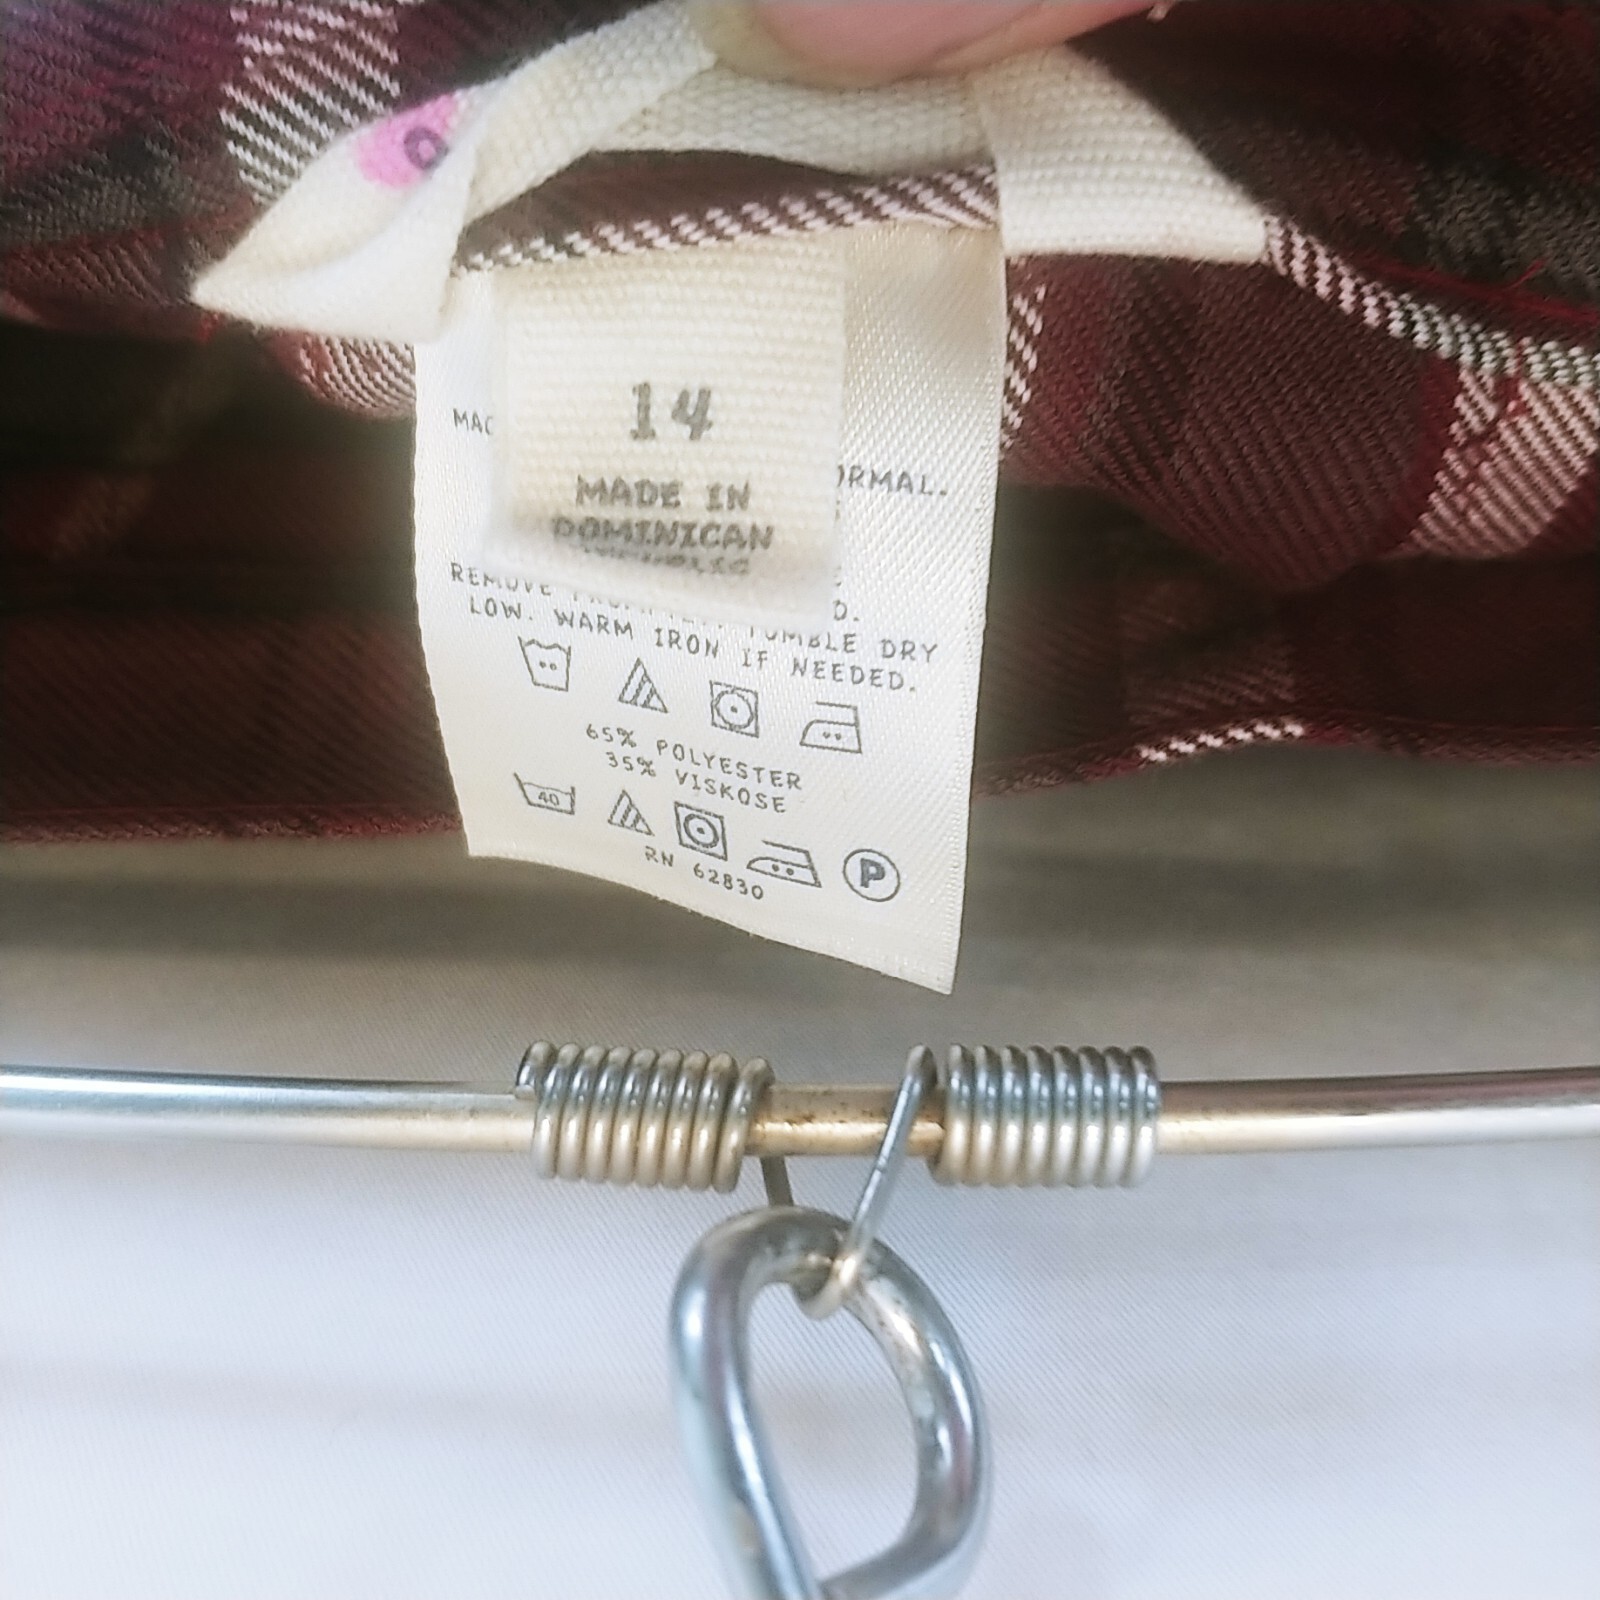 14
MADE IN
DOMINICAN
ORMAL.
REMOVE
TUMBLE DRY
LOW. WARM IRON IF NEEDED.
65% POLYESTER
35% VISKOSE
40
P
RN 62830